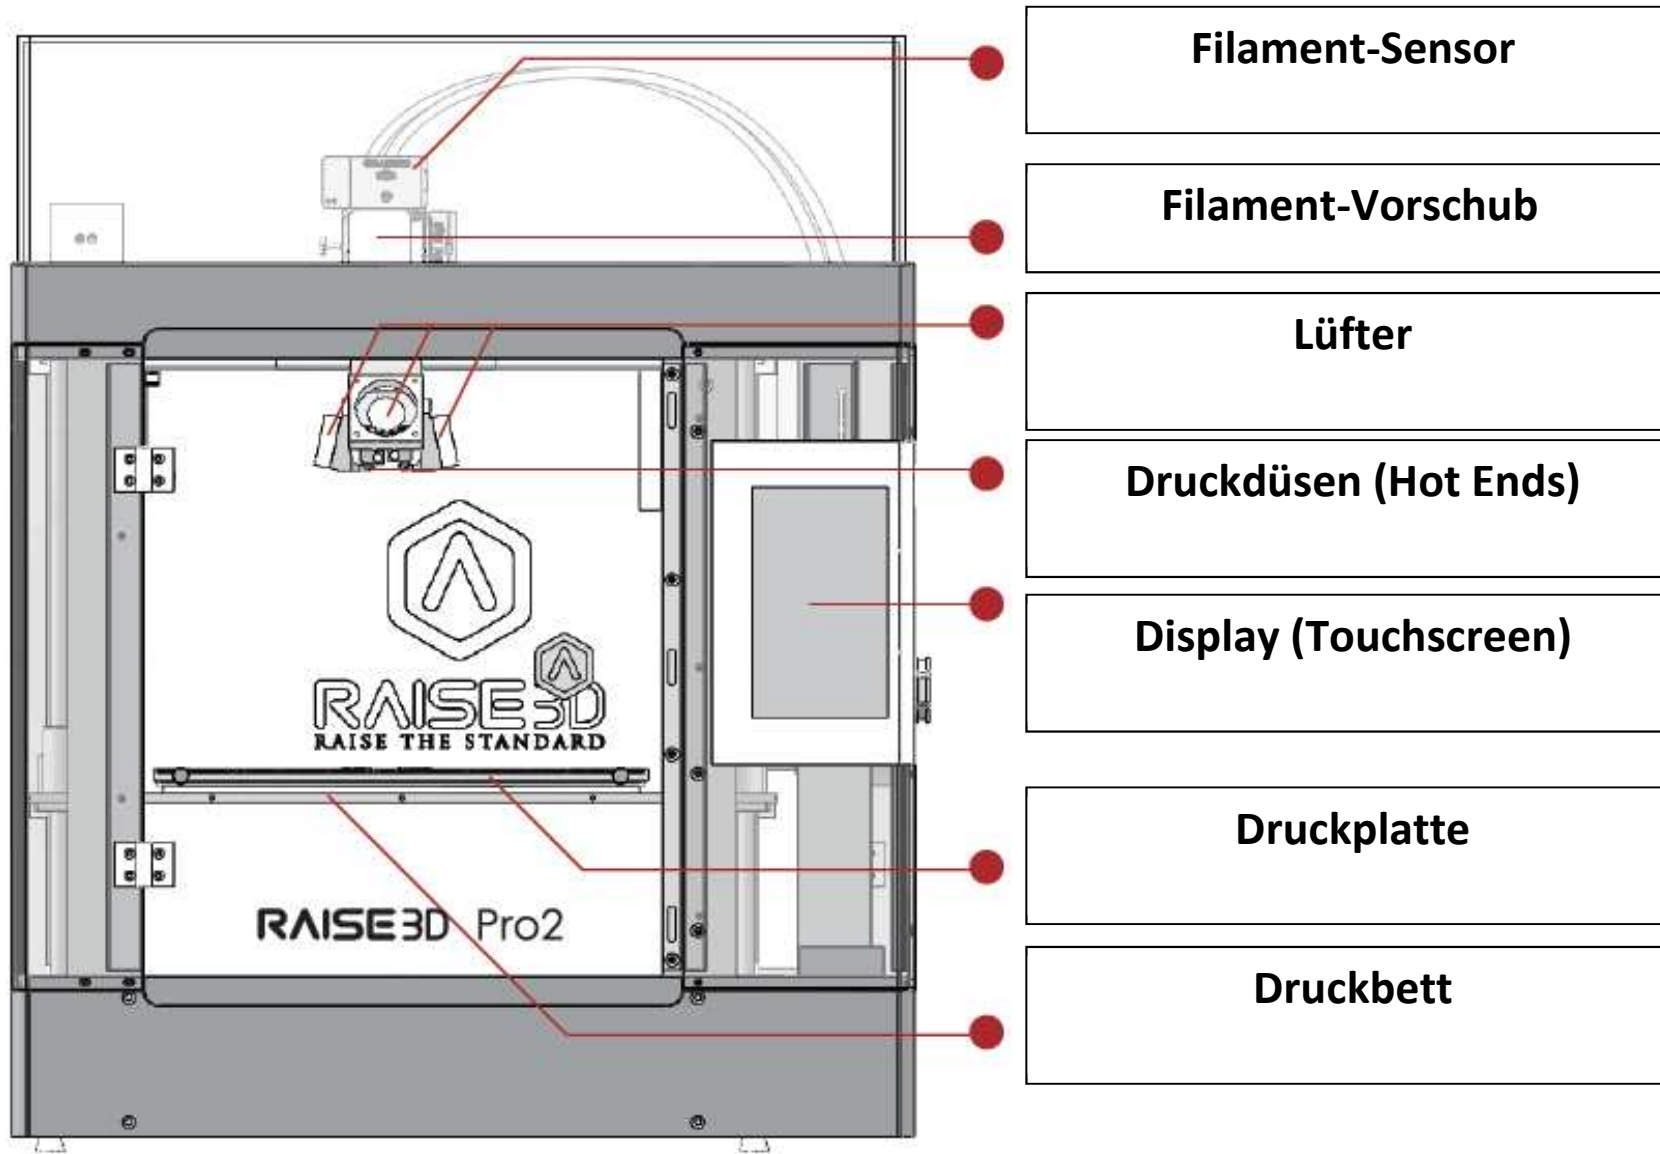 Filament-Sensor
Filament-Vorschub
Lüfter
Druckdüsen (Hot Ends)
Display (Touchscreen)
Druckplatte
Druckbett
RAISE3D
RAISE THE STANDARD
RAISE3D Pro2